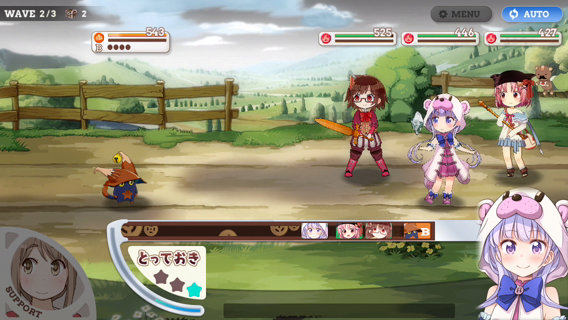 WAVE 2/3 2
MENU
AUTO
543
B
525
446
427
B
とっておき
SUPPORT